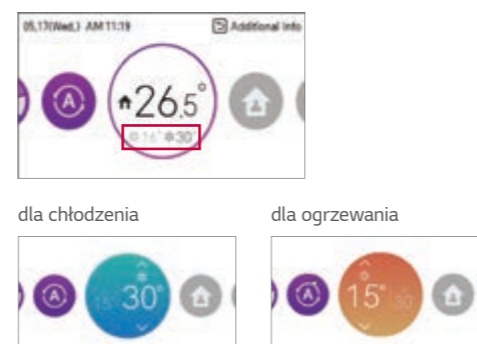 05.17(Wed.) AM 11:19 Additional Info
A 26.5°
16° 30°
dla chłodzenia dla ogrzewania
A 15° 30° A 15° 30°